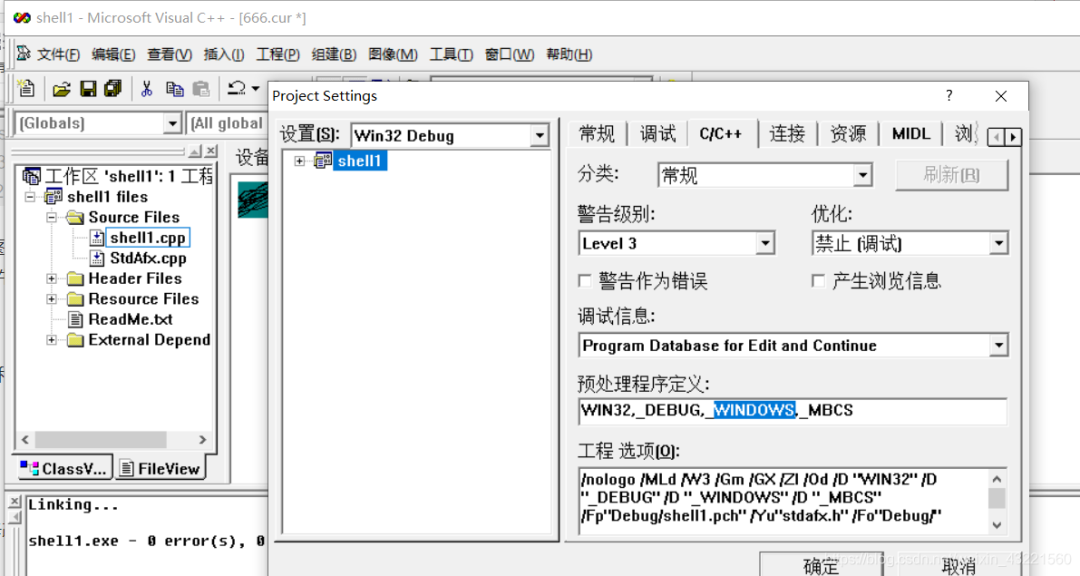 shell1 - Microsoft Visual C++ - [666.cur *]
文件(F) 编辑(E) 查看(V) 插入(I) 工程(P) 组建(B) 图像(M) 工具(T) 窗口(W) 帮助(H)
(Globals) [All global
Project Settings ?
设置(S): Win32 Debug
常规 调试 C/C++ 连接 资源 MIDL 浏
shell1
分类: 常规 刷新(R)
警告级别: 优化:
Level 3 禁止 (调试)
警告作为错误 产生浏览信息
调试信息:
Program Database for Edit and Continue
预处理程序定义:
WIN32,_DEBUG,_WINDOWS,_MBCS
工程 选项(O):
/nologo /MLd /W3 /Gm /GX /ZI /Od /D "WIN32" /D
"_DEBUG" /D "_WINDOWS" /D "_MBCS"
/Fp"Debug/shell1.pch" /Yu"stdafx.h" /Fo"Debug/"
确定 取消
设备
工作区 'shell1': 1 工程
shell1 files
Source Files
shell1.cpp
StdAfx.cpp
Header Files
Resource Files
ReadMe.txt
External Depend
ClassV... FileView
Linking...
shell1.exe - 0 error(s), 0